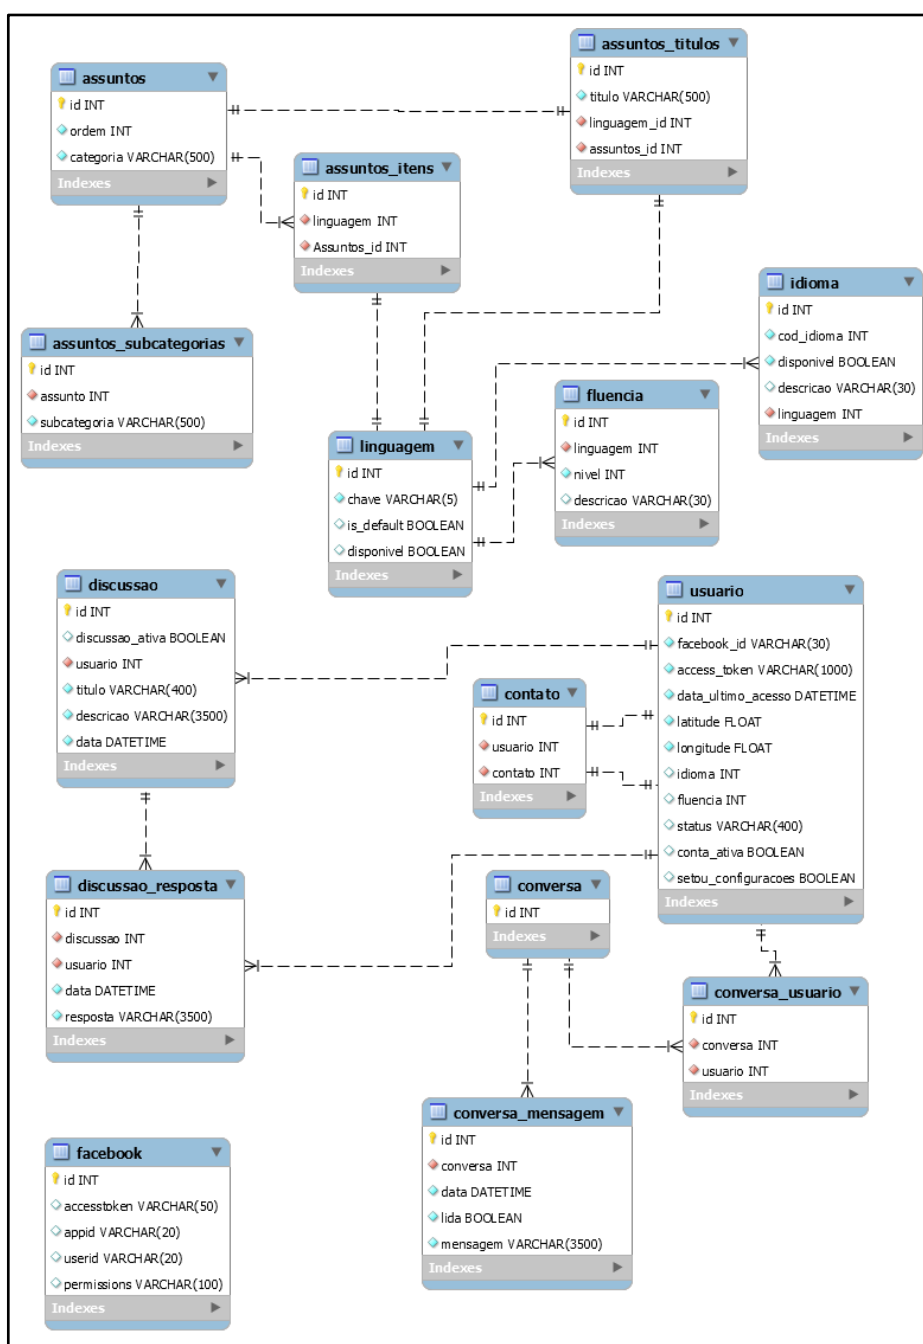 assuntos_titulos
id INT
titulo VARCHAR(500)
linguagem_id INT
assuntos_id INT
Indexes
assuntos
id INT
ordem INT
categoria VARCHAR(500)
Indexes
assuntos_itens
id INT
linguagem INT
Assuntos_id INT
Indexes
idioma
id INT
cod_idioma INT
disponivel BOOLEAN
descricao VARCHAR(30)
linguagem INT
Indexes
assuntos_subcategorias
id INT
assunto INT
subcategoria VARCHAR(500)
Indexes
fluencia
id INT
linguagem INT
nivel INT
descricao VARCHAR(30)
Indexes
linguagem
id INT
chave VARCHAR(5)
is_default BOOLEAN
disponivel BOOLEAN
Indexes
discussao
id INT
discussao_ativa BOOLEAN
usuario INT
titulo VARCHAR(400)
descricao VARCHAR(3500)
data DATETIME
Indexes
usuario
id INT
facebook_id VARCHAR(30)
access_token VARCHAR(1000)
data_ultimo_acesso DATETIME
latitude FLOAT
longitude FLOAT
idioma INT
fluencia INT
status VARCHAR(400)
conta_ativa BOOLEAN
setou_configuracoes BOOLEAN
Indexes
contato
id INT
usuario INT
contato INT
Indexes
discussao_resposta
id INT
discussao INT
usuario INT
data DATETIME
resposta VARCHAR(3500)
Indexes
conversa
id INT
Indexes
conversa_usuario
id INT
conversa INT
usuario INT
Indexes
conversa_mensagem
id INT
conversa INT
data DATETIME
lida BOOLEAN
mensagem VARCHAR(3500)
Indexes
facebook
id INT
accesstoken VARCHAR(50)
appid VARCHAR(20)
userid VARCHAR(20)
permissions VARCHAR(100)
Indexes